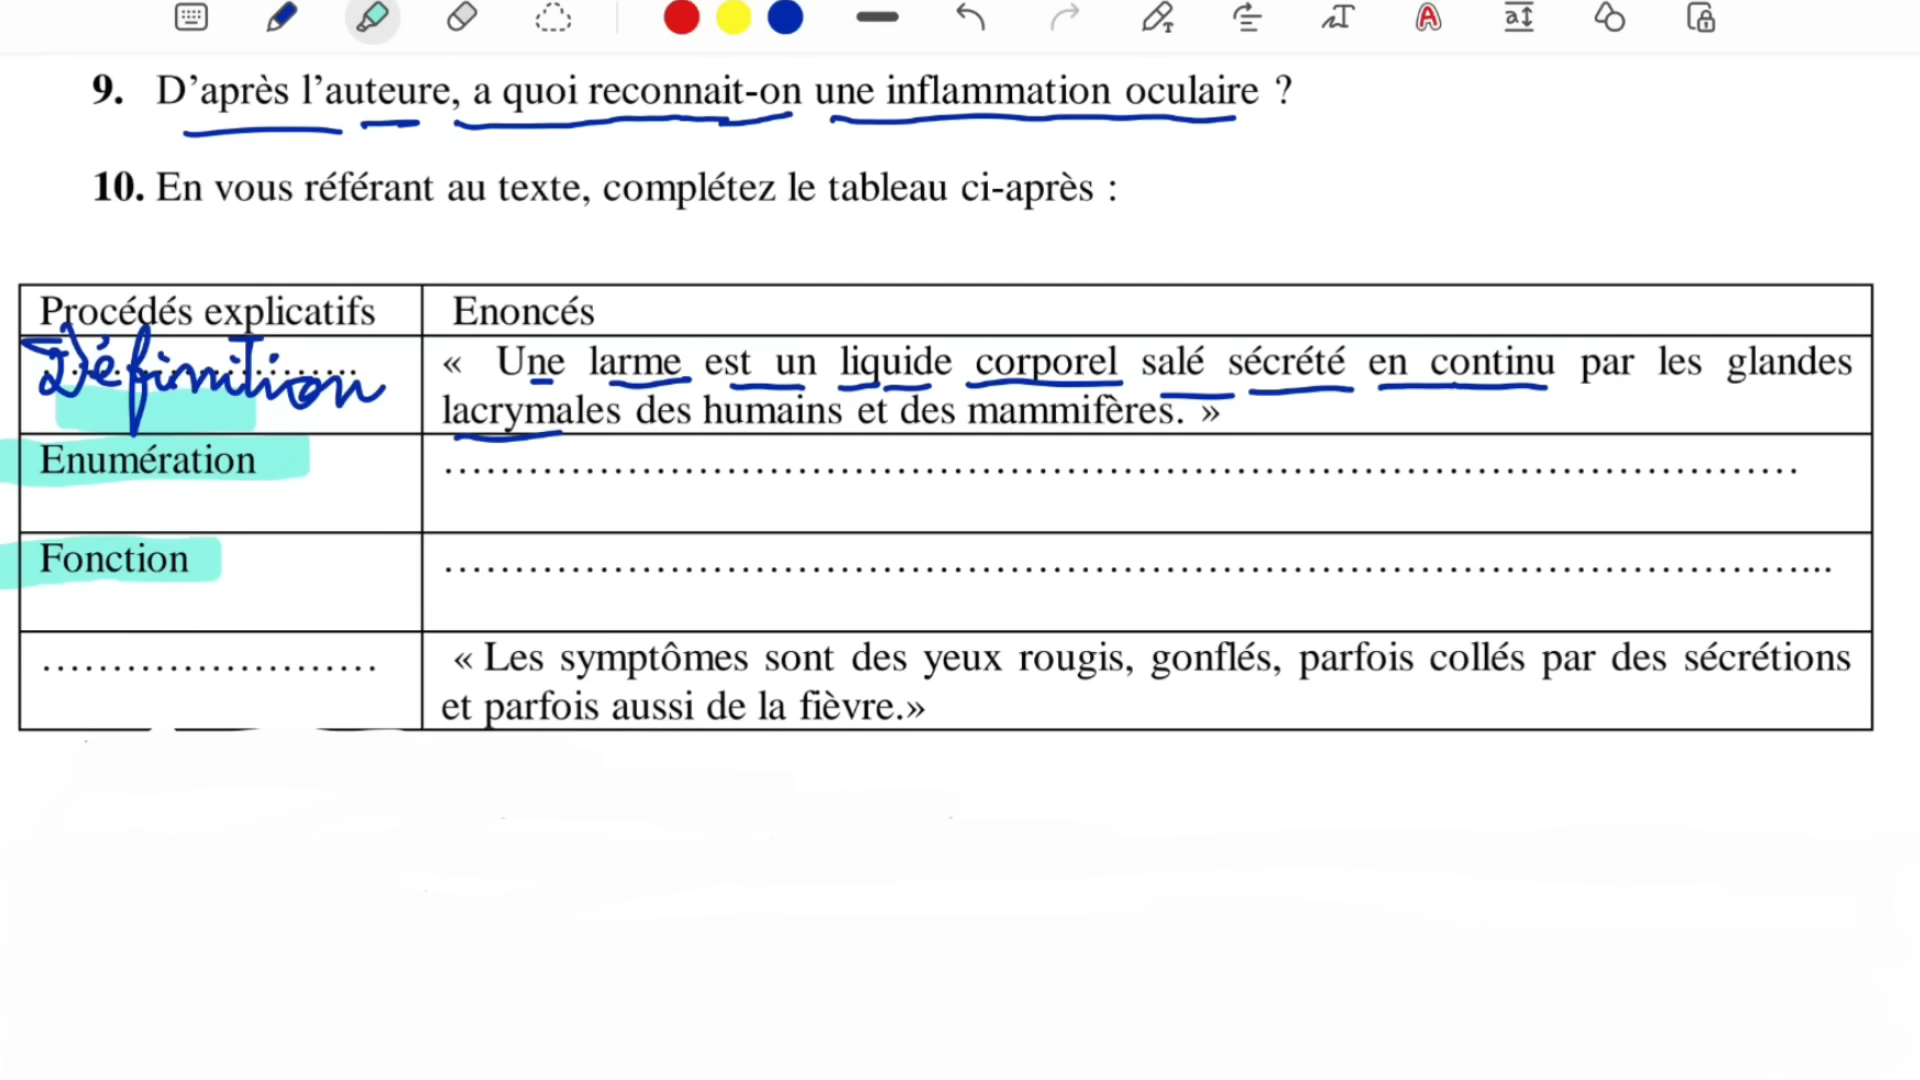 9. D’après l’auteure, a quoi reconnait-on une inflammation oculaire ?
10. En vous référant au texte, complétez le tableau ci-après :
Procédés explicatifs
Enoncés
Définition
« Une larme est un liquide corporel salé sécrété en continu par les glandes
lacrymales des humains et des mammifères. »
Enumération
Fonction
« Les symptômes sont des yeux rougis, gonflés, parfois collés par des sécrétions
et parfois aussi de la fièvre.»